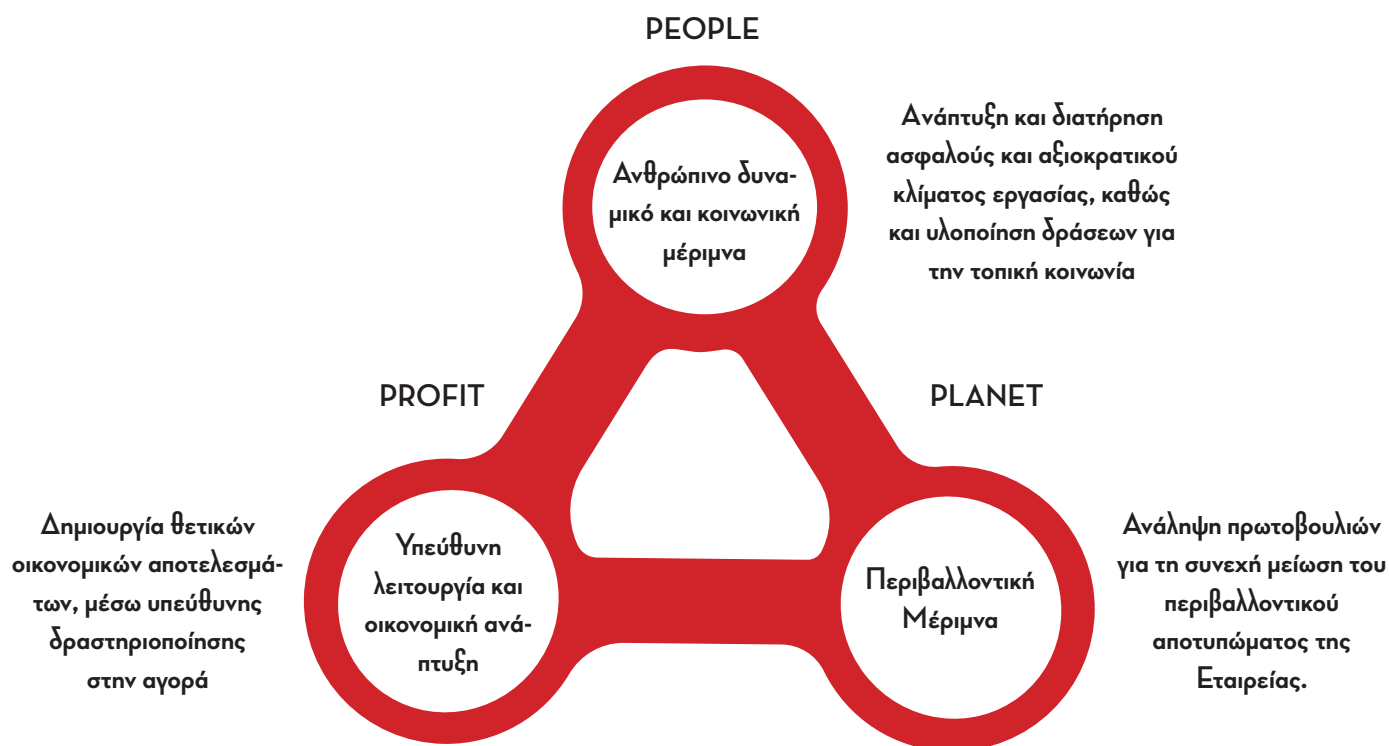 PEOPLE
Ανθρώπινο δυνα-
μικό και κοινωνική
μέριμνα
Ανάπτυξη και διατήρηση
ασφαλούς και αξιοκρατικού
κλίματος εργασίας, καθώς
και υλοποίηση δράσεων για
την τοπική κοινωνία
PROFIT
Δημιουργία θετικών
οικονομικών αποτελεσμά-
των, μέσω υπεύθυνης
δραστηριοποίησης
στην αγορά
Υπεύθυνη
λειτουργία και
οικονομική ανά-
πτυξη
PLANET
Περιβαλλοντική
Μέριμνα
Ανάληψη πρωτοβουλιών
για τη συνεχή μείωση του
περιβαλλοντικού
αποτυπώματος της
Εταιρείας.